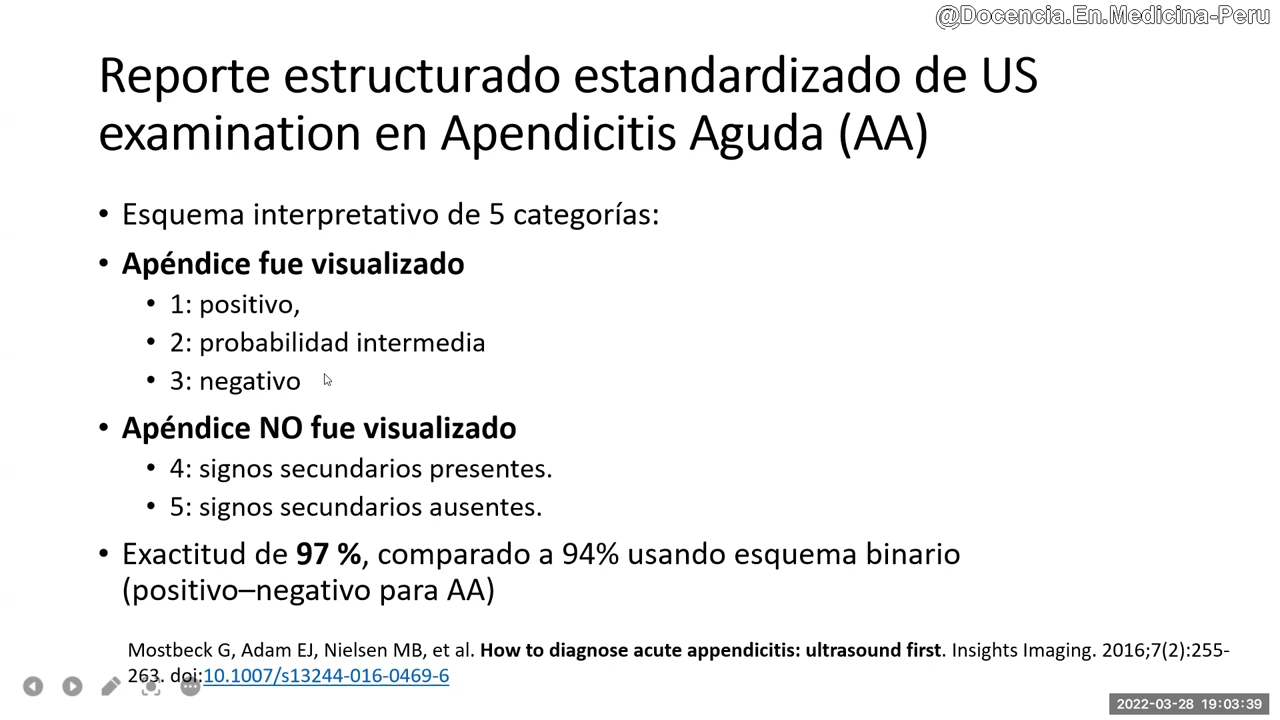 @Docencia.En.Medicina-Peru
Reporte estructurado estandardizado de US
examination en Apendicitis Aguda (AA)
• Esquema interpretativo de 5 categorías:
• Apéndice fue visualizado
• 1: positivo,
• 2: probabilidad intermedia
• 3: negativo
• Apéndice NO fue visualizado
• 4: signos secundarios presentes.
• 5: signos secundarios ausentes.
• Exactitud de 97 %, comparado a 94% usando esquema binario
(positivo–negativo para AA)
Mostbeck G, Adam EJ, Nielsen MB, et al. How to diagnose acute appendicitis: ultrasound first. Insights Imaging. 2016;7(2):255-
263. doi:10.1007/s13244-016-0469-6
2022-03-28 19:03:39